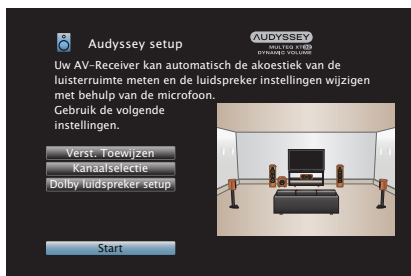 Audyssey setup
AUDYSSEY
MULTEQ XT32
DYNAMIC VOLUME
Uw AV-Receiver kan automatisch de akoestiek van de
luisterruimte meten en de luidspreker instellingen wijzigen
met behulp van de microfoon.
Gebruik de volgende
instellingen.
Verst. Toewijzen
Kanaalselectie
Dolby luidspreker setup
Start